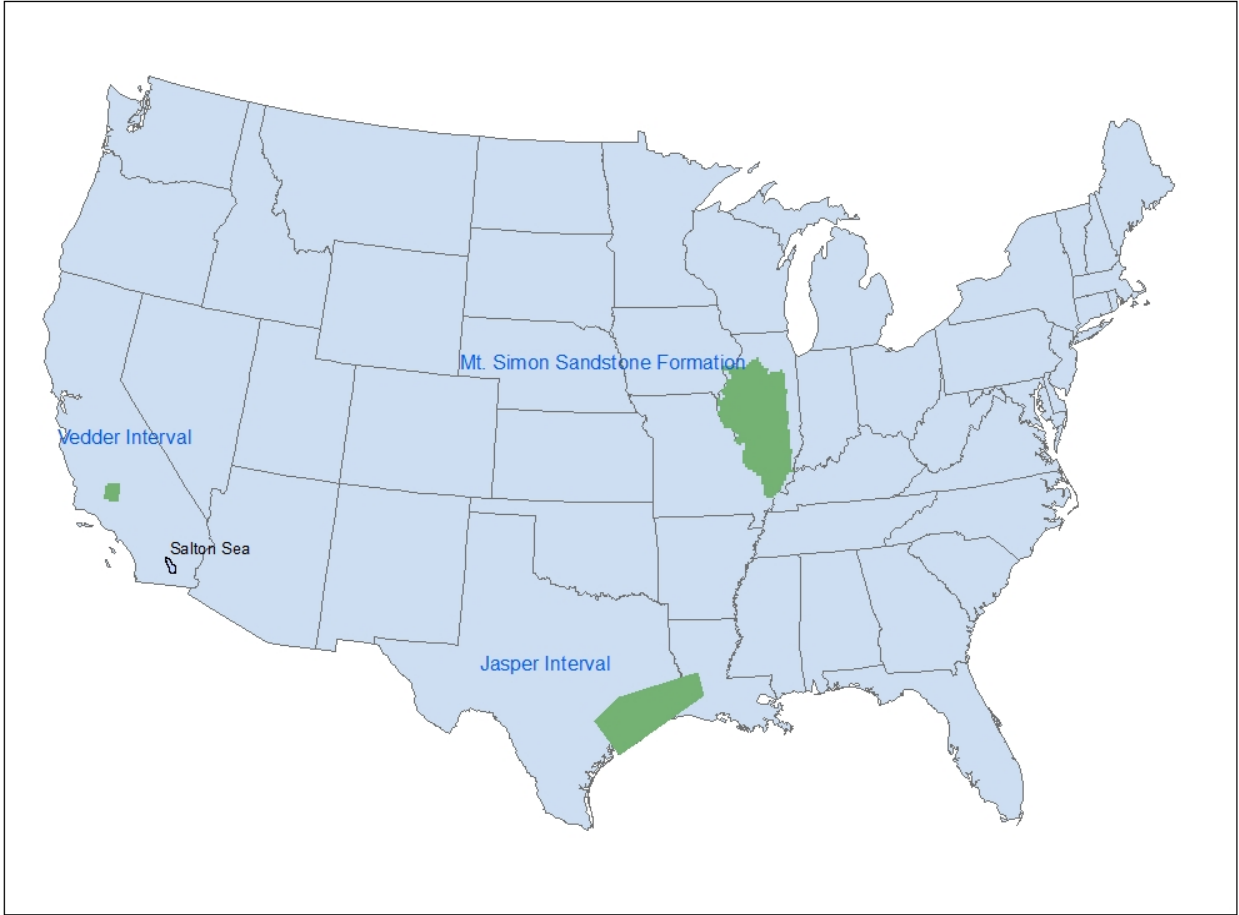 Mt. Simon Sandstone Formation
Vedder Interval
Salton Sea
Jasper Interval